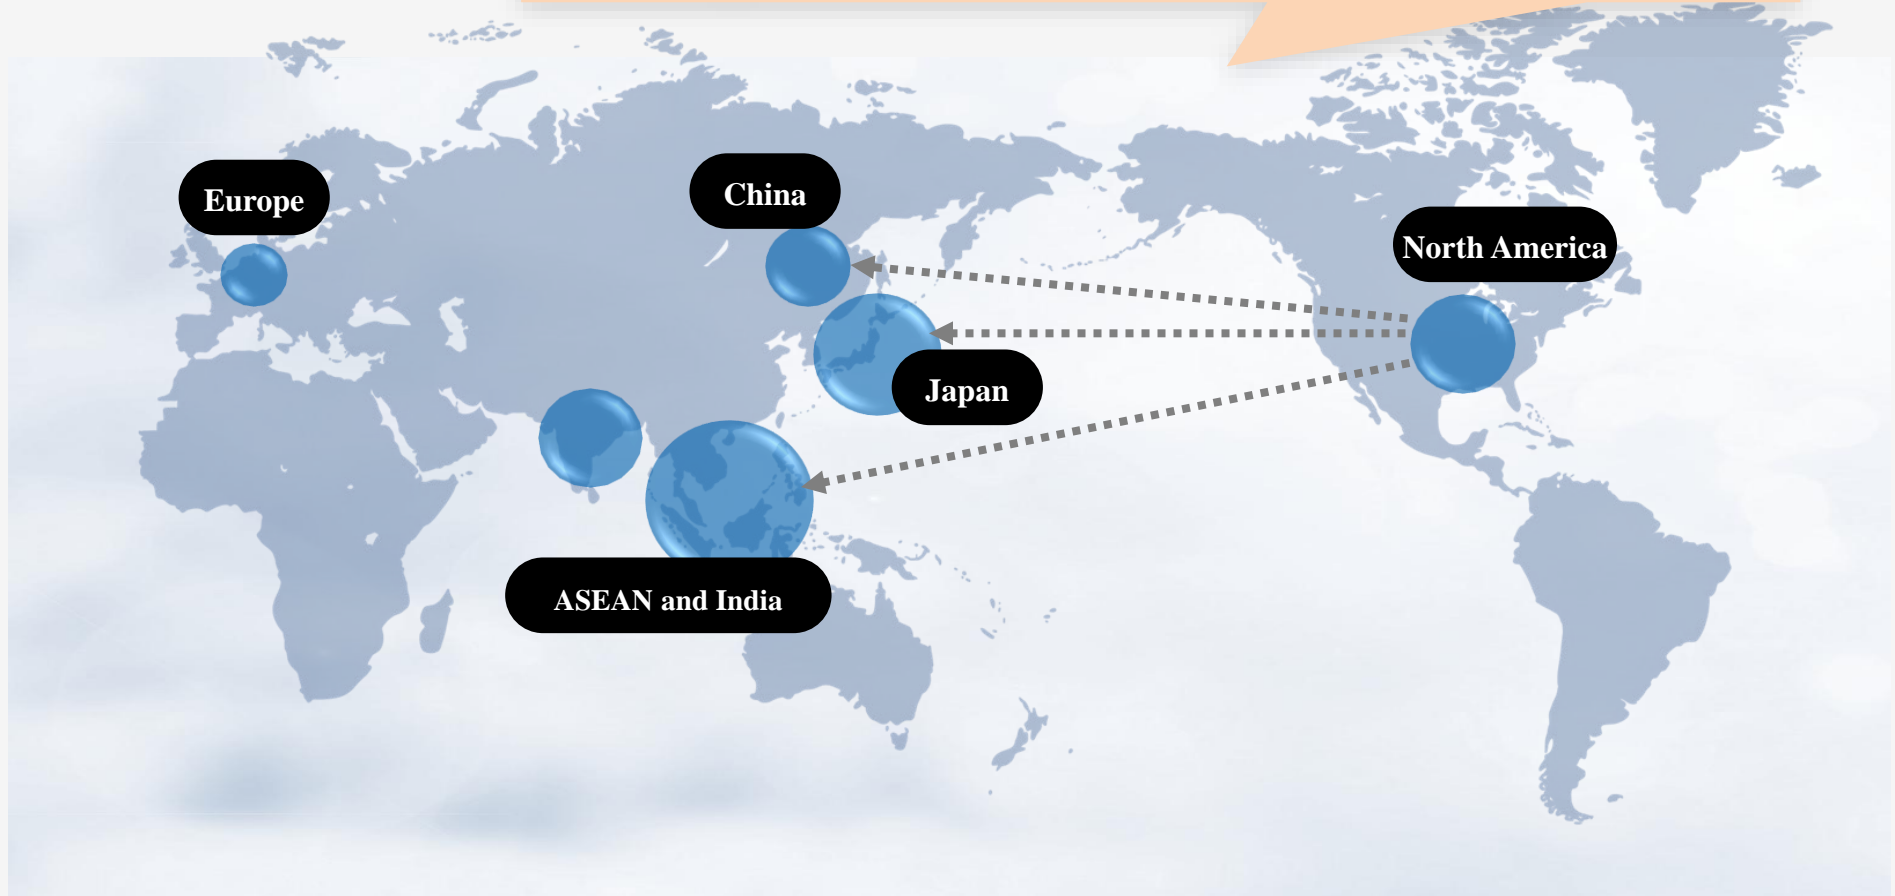 Europe
China
North America
Japan
ASEAN and India